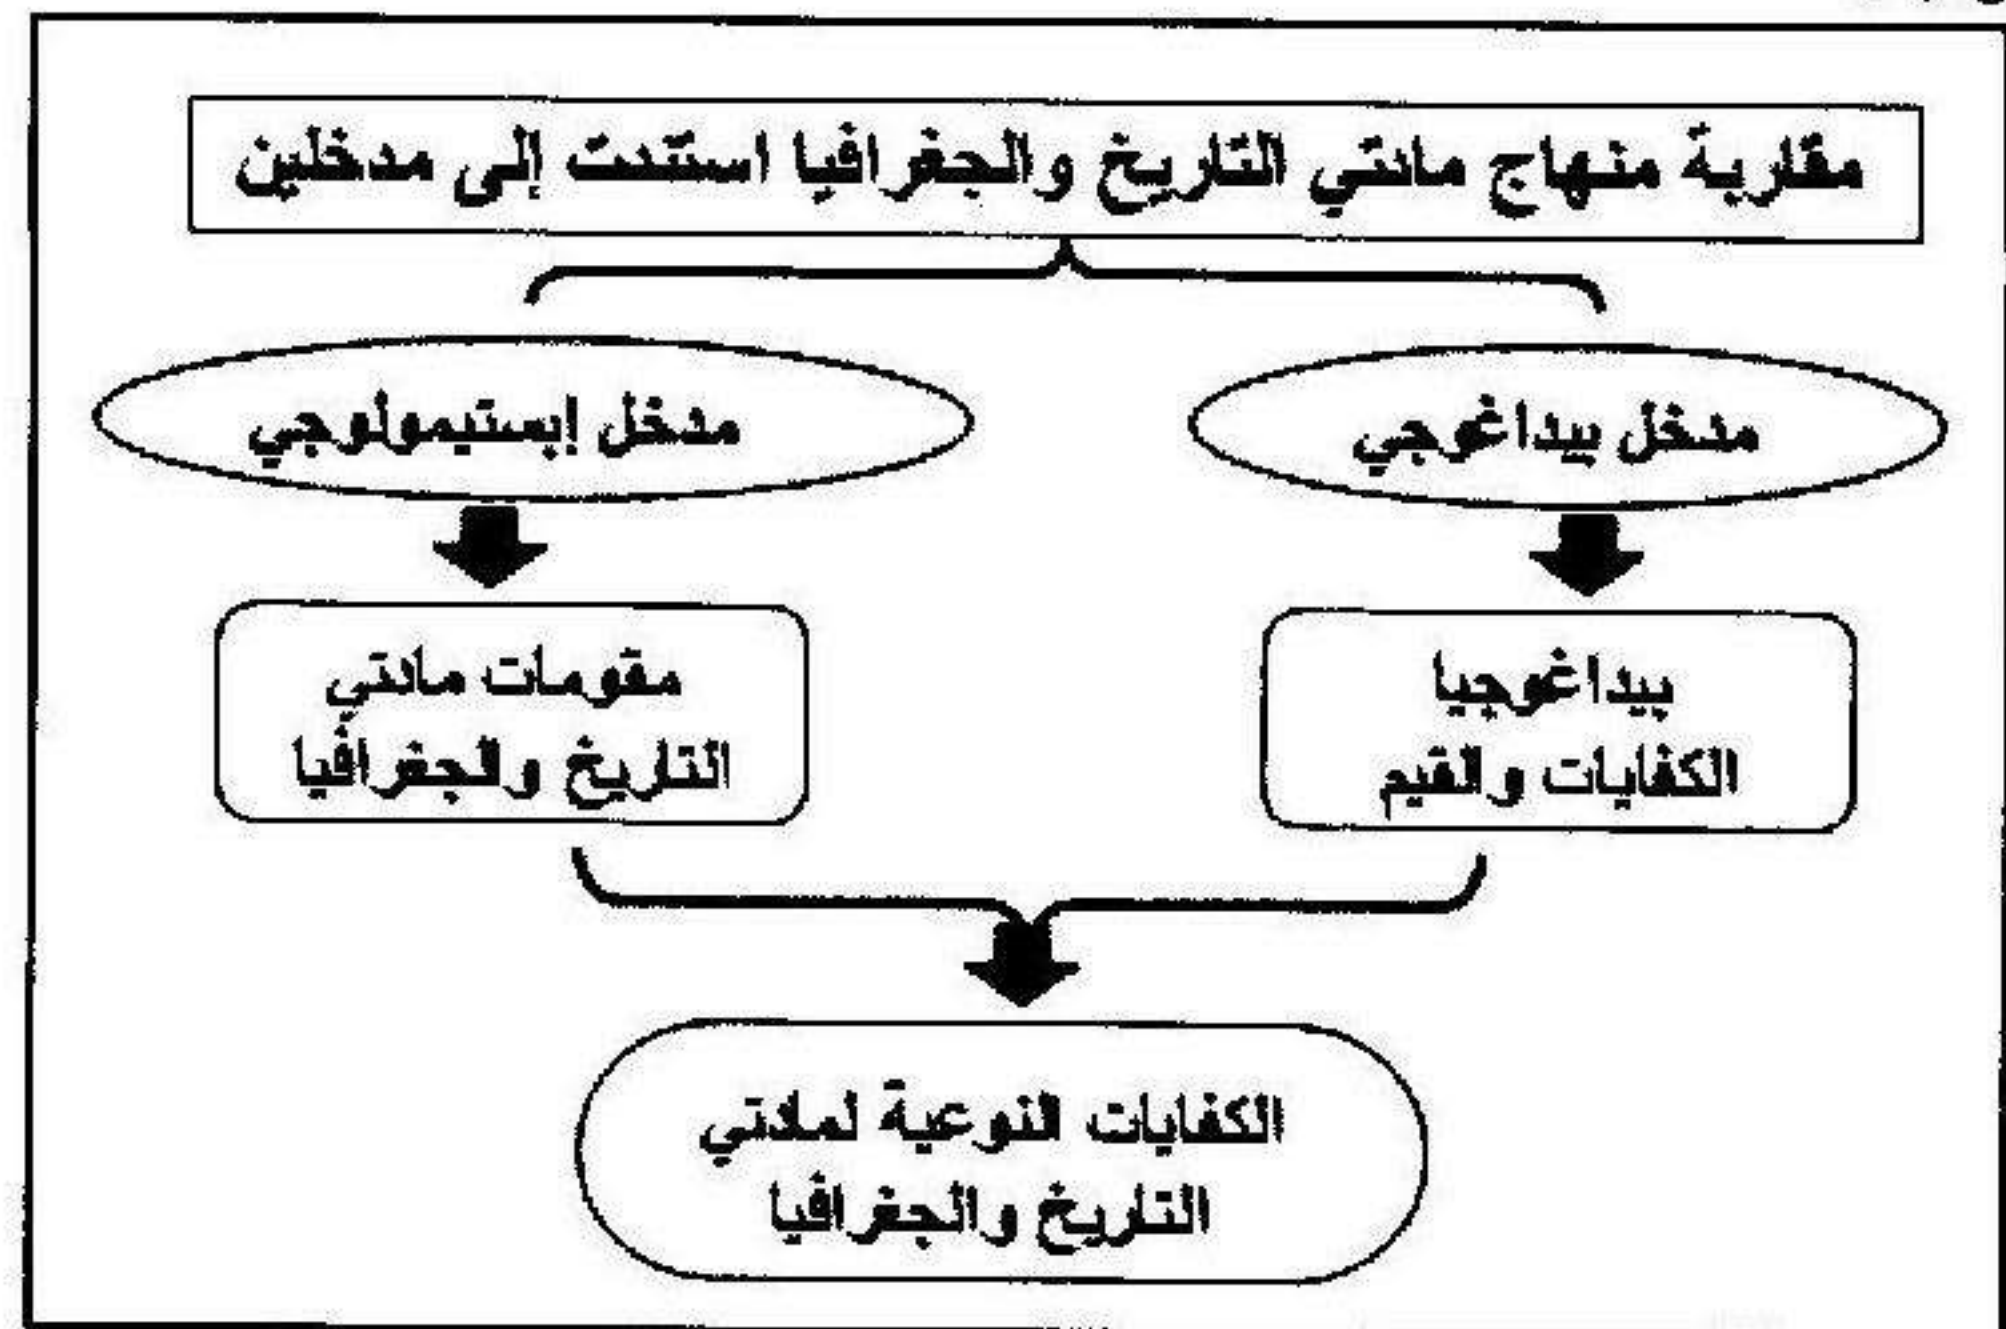 مقاربة منهاج مادتي التاريخ والجغرافيا استندت إلى مدخلين
مدخل بيداغوجي
مدخل إبستيمولوجي
بيداغوجيا
الكفايات والقيم
مقومات مادتي
التاريخ والجغرافيا
الكفايات النوعية لمادتي
التاريخ والجغرافيا